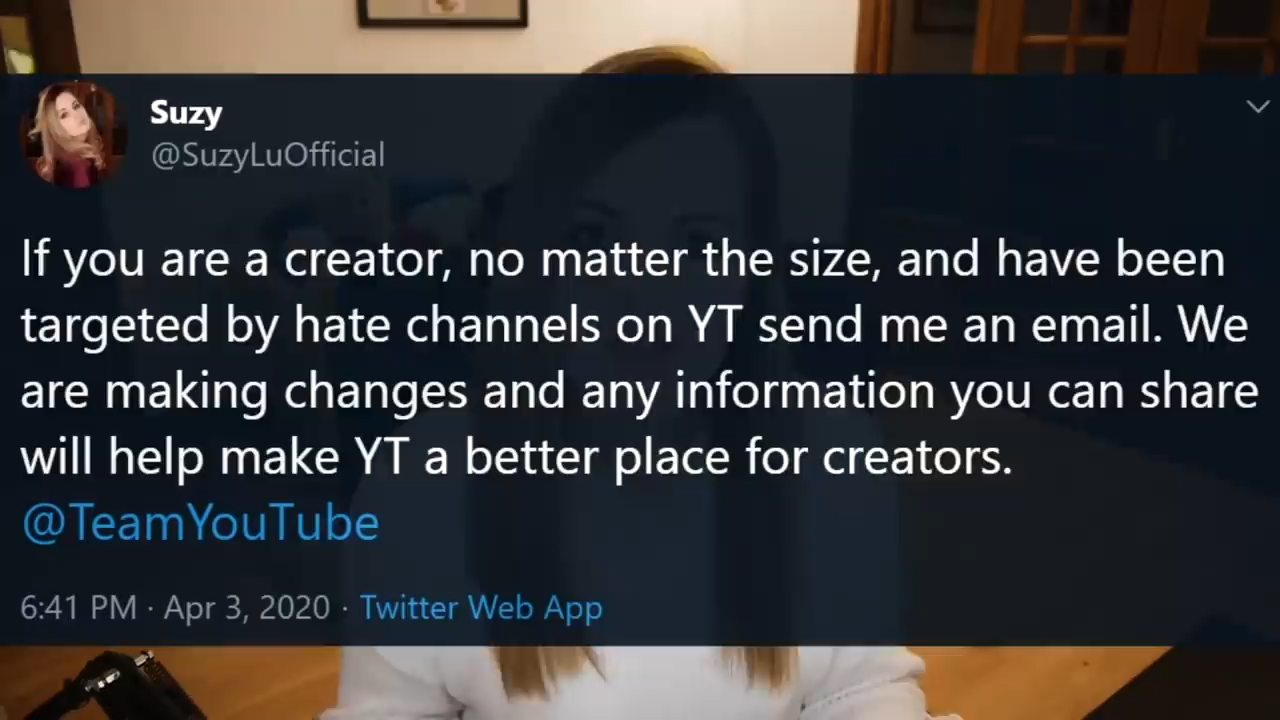 Suzy
@SuzyLuOfficial
If you are a creator, no matter the size, and have been
targeted by hate channels on YT send me an email. We
are making changes and any information you can share
will help make YT a better place for creators.
@TeamYouTube
6:41 PM · Apr 3, 2020 · Twitter Web App